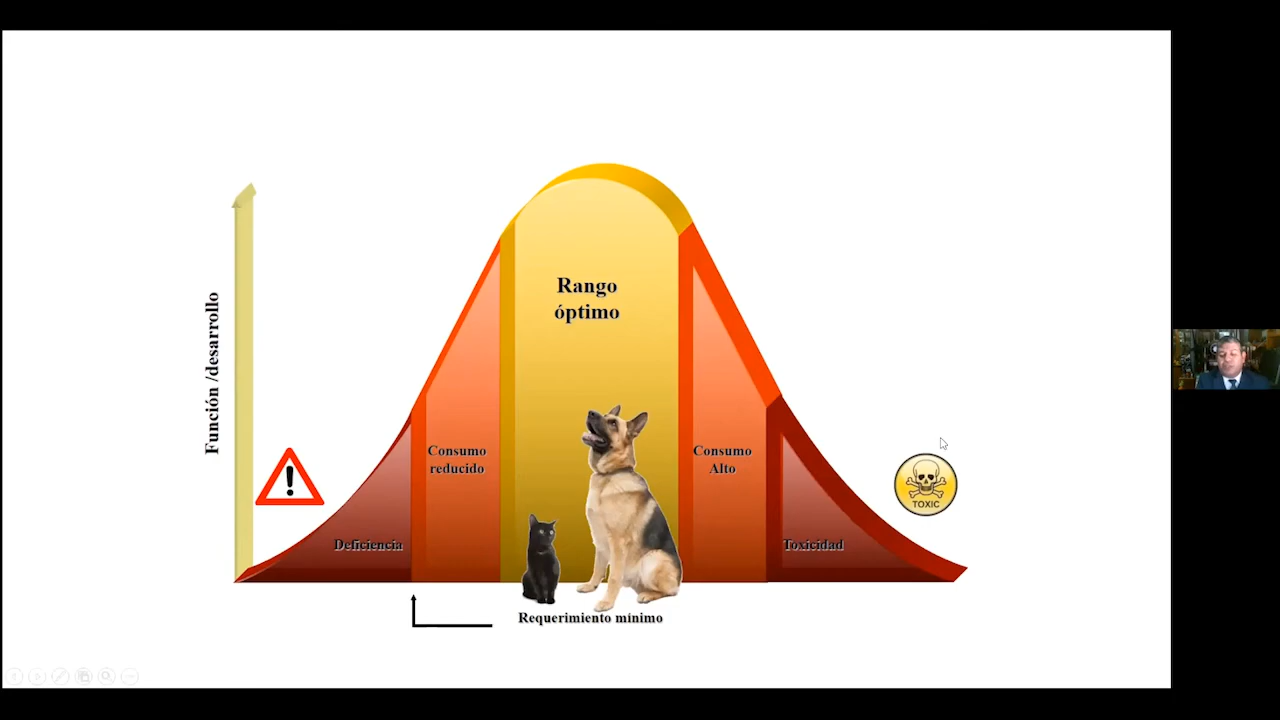 Función /desarrollo
Rango
óptimo
Consumo
reducido
Consumo
Alto
Deficiencia
Toxicidad
TOXIC
Requerimiento mínimo